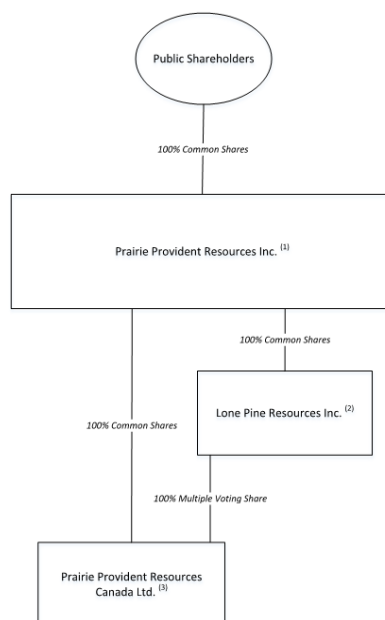 Public Shareholders
100% Common Shares
Prairie Provident Resources Inc. (1)
100% Common Shares
Lone Pine Resources Inc. (2)
100% Common Shares
100% Multiple Voting Share
Prairie Provident Resources
Canada Ltd. (3)